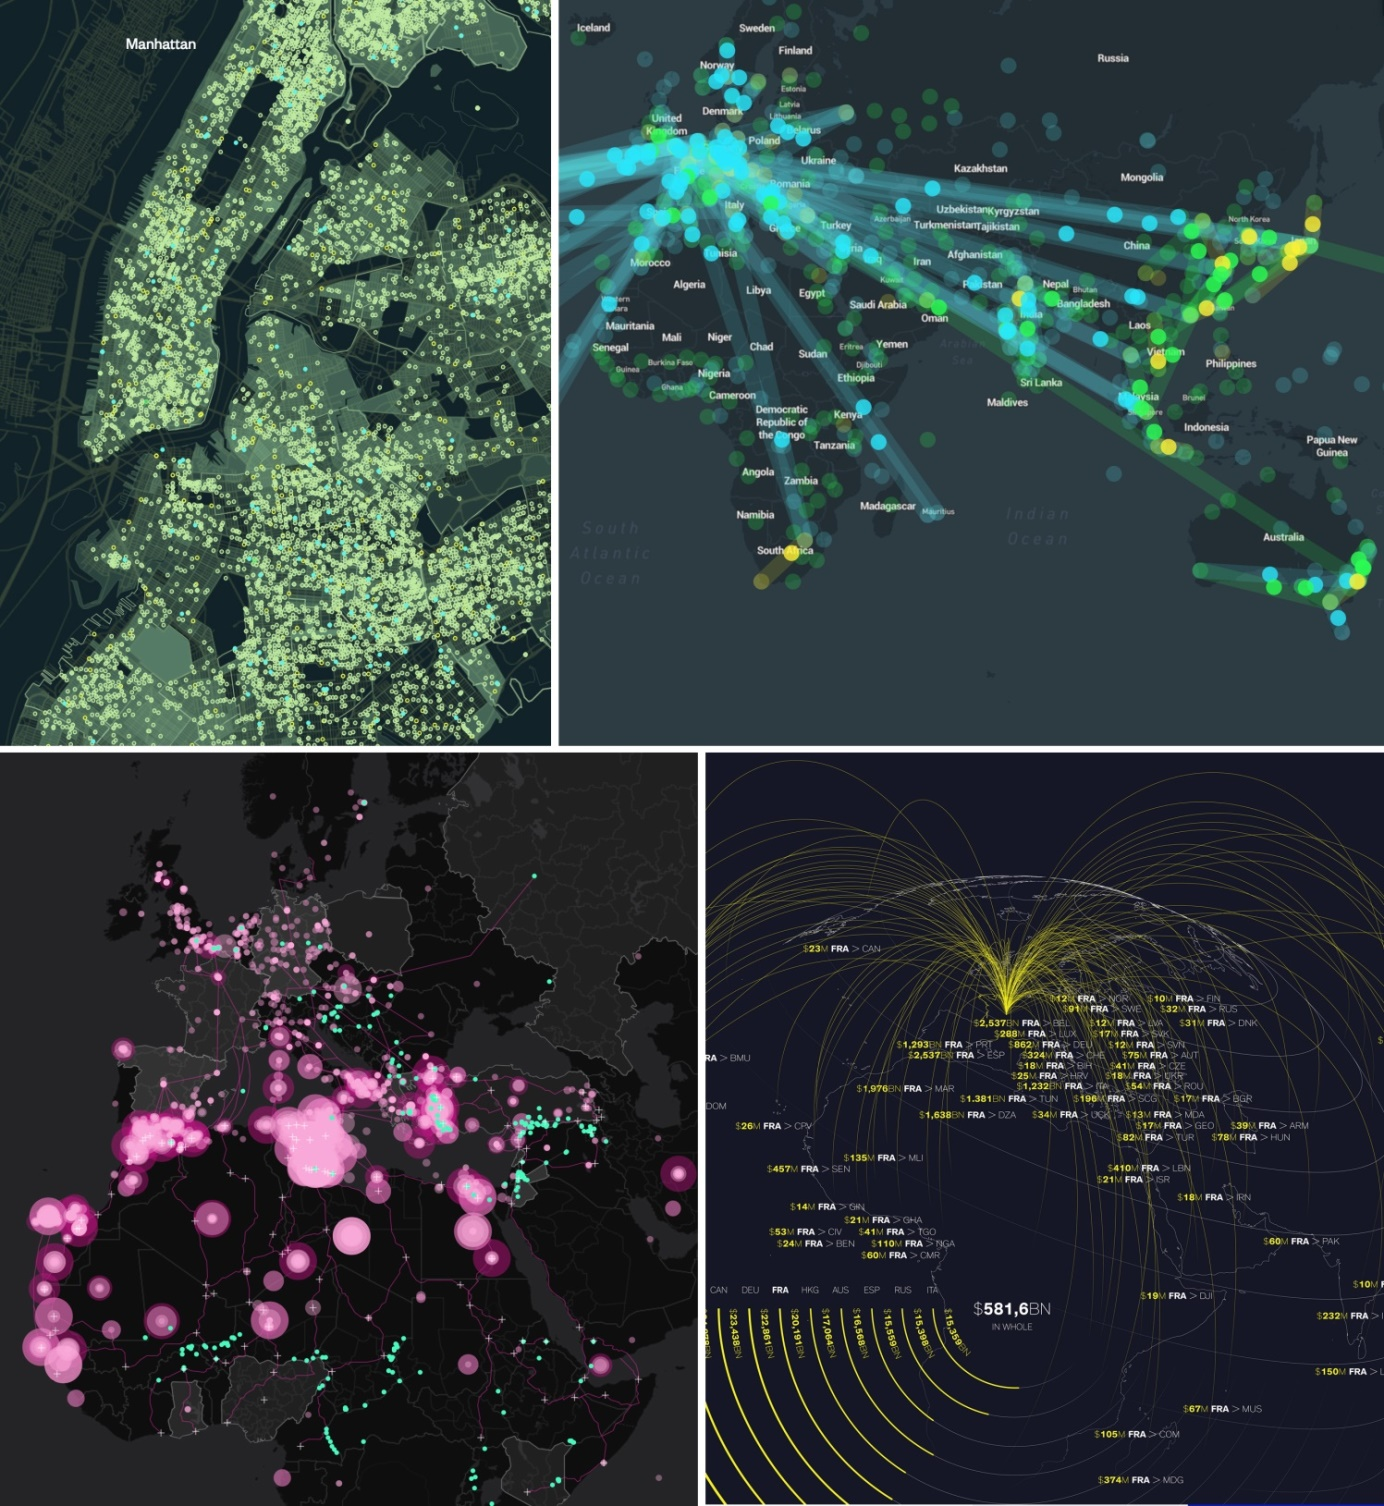 Manhattan
Iceland
Sweden
Finland
Russia
Norway
Estonia
Latvia
Denmark
Lithuania
United
Kingdom
Belarus
Poland
Ukraine
Kazakhstan
Mongolia
Romania
Italy
Uzbekistan
Kyrgyzstan
North Korea
Turkey
Azerbaijan
Turkmenistan
Tajikistan
China
Tunisia
Morocco
Iran
Afghanistan
Algeria
Libya
Egypt
Kuwait
Pakistan
Nepal
Bhutan
Saudi Arabia
Oman
Bangladesh
India
Mauritania
Mali
Niger
Laos
Senegal
Chad
Sudan
Eritrea
Yemen
Vietnam
Burkina Faso
Guinea
Nigeria
Djibouti
Philippines
Ethiopia
Sri Lanka
Ghana
Cameroon
Maldives
Malaysia
Brunei
Democratic
Republic of
the Congo
Kenya
Indonesia
Tanzania
Papua New
Guinea
Angola
Zambia
Namibia
Madagascar
Mauritius
South
Atlantic
Ocean
Indian
Ocean
Australia
South Africa
$23M FRA > CAN
$12M FRA > NGR
$10M FRA > FIN
$91M FRA > SWE
$32M FRA > RUS
$2,537BN FRA > BEL
$12M FRA > LVA
$31M FRA > DNK
$288M FRA > LUX
$17M FRA > SVK
$1,293BN FRA > PRT
$862M FRA > DEU
$12M FRA > SVN
$2,537BN FRA > ESP
$324M FRA > CHE
$75M FRA > AUT
RA > BMU
$18M FRA > BIH
$41M FRA > CZE
$25M FRA > HRV
$18M FRA > UKR
$1,976BN FRA > MAR
$1,232BN FRA > ITA
$54M FRA > ROU
$1.381BN FRA > TUN
$196M FRA > SCG
$17M FRA > BGR
DOM
$1,638BN FRA > DZA
$34M FRA >
$13M FRA > MDA
$26M FRA > CPV
$17M FRA > GEO
$39M FRA > ARM
$82M FRA > TUR
$78M FRA > HUN
$135M FRA > MLI
$457M FRA > SEN
$410M FRA > LBN
$21M FRA > ISR
$18M FRA > IRN
$14M FRA > GIN
$21M FRA > GHA
$53M FRA > CIV
$41M FRA > TGO
$24M FRA > BEN
$110M FRA > NGA
$60M FRA > PAK
$60M FRA > CMR
$10M F
CAN DEU FRA HKG AUS ESP RUS ITA
$19M FRA > DJI
$581,6BN
IN WHOLE
$232M FRA >
$23,438BN
$22,861BN
$20,191BN
$17,064BN
$16,568BN
$15,559BN
$15,398BN
$15,359BN
$150M FRA > L
$67M FRA > MUS
$105M FRA > COM
$374M FRA > MDG